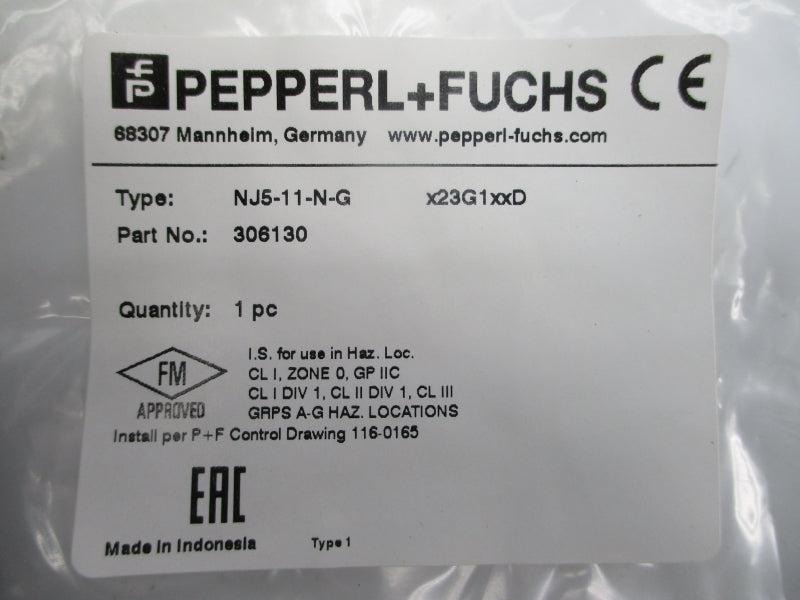 PEPPERL+FUCHS CE
68307 Mannheim, Germany www.pepperl-fuchs.com
Type: NJ5-11-N-G x23G1xxD
Part No.: 306130
Quantity: 1 pc
I.S. for use in Haz. Loc.
FM CL I, ZONE 0, GP IIC
CL I DIV 1, CL II DIV 1, CL III
APPROVED GRPS A-G HAZ. LOCATIONS
Install per P+F Control Drawing 116-0165
EAC
Made in Indonesia Type 1